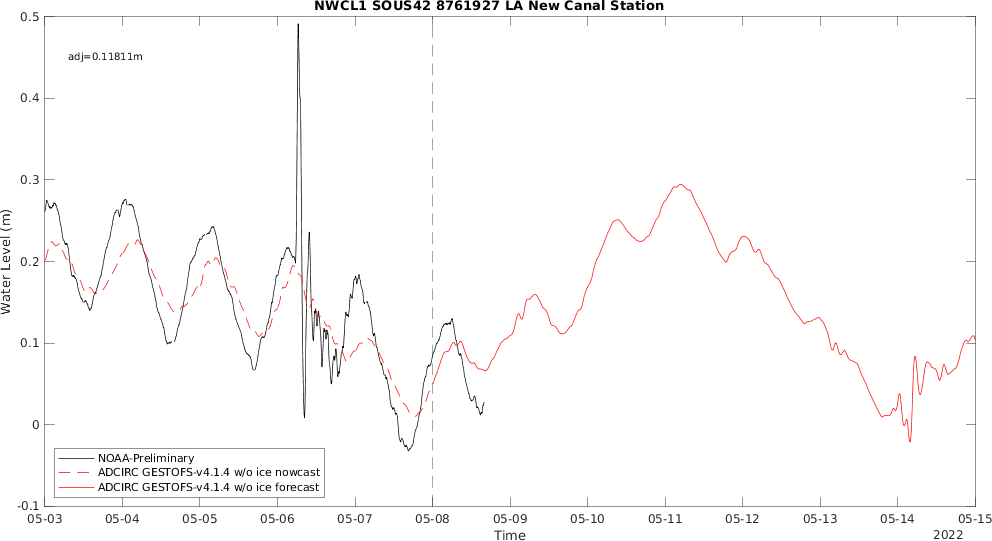 NWCL1 SOUS42 8761927 LA New Canal Station
adj=0.11811m
Water Level (m)
0.5
0.4
0.3
0.2
0.1
0
-0.1
NOAA-Preliminary
ADCIRC GESTOFS-v4.1.4 w/o ice nowcast
ADCIRC GESTOFS-v4.1.4 w/o ice forecast
05-03 05-04 05-05 05-06 05-07 05-08 05-09 05-10 05-11 05-12 05-13 05-14 05-15
Time
2022